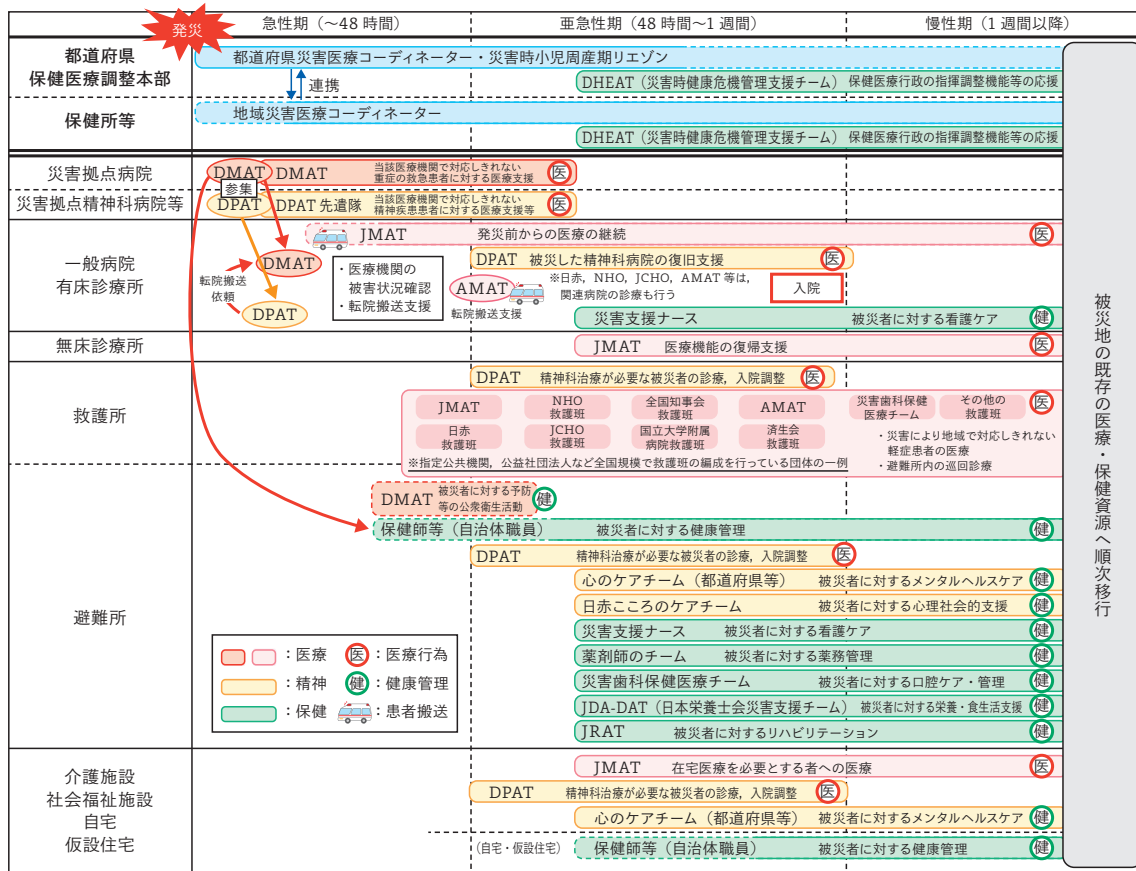 発災
急性期（～48 時間）
亜急性期（48 時間～1 週間）
慢性期（1 週間以降）
都道府県
保健医療調整本部
都道府県災害医療コーディネーター・災害時小児周産期リエゾン
連携
DHEAT（災害時健康危機管理支援チーム）保健医療行政の指揮調整機能等の応援
保健所等
地域災害医療コーディネーター
DHEAT（災害時健康危機管理支援チーム）保健医療行政の指揮調整機能等の応援
災害拠点病院
DMAT
DMAT
当該医療機関で対応しきれない
重症の救急患者に対する医療支援
医
参集
災害拠点精神科病院等
DPAT
DPAT 先遣隊
当該医療機関で対応しきれない
精神疾患患者に対する医療支援等
医
一般病院
有床診療所
JMAT
発災前からの医療の継続
医
DMAT
転院搬送
依頼
DPAT
・医療機関の
被害状況確認
・転院搬送支援
DPAT 被災した精神科病院の復旧支援
医
AMAT
転院搬送支援
※日赤，NHO，JCHO，AMAT 等は，
関連病院の診療も行う
入院
災害支援ナース
被災者に対する看護ケア
健
無床診療所
JMAT 医療機能の復帰支援
医
救護所
DPAT 精神科治療が必要な被災者の診療，入院調整
医
JMAT
NHO
救護班
全国知事会
救護班
AMAT
災害歯科保健
医療チーム
その他の
救護班
医
日赤
救護班
JCHO
救護班
国立大学附属
病院救護班
済生会
救護班
・災害により地域で対応しきれない
軽症患者の医療
・避難所内の巡回診療
※指定公共機関，公益社団法人など全国規模で救護班の編成を行っている団体の一例
避難所
DMAT
被災者に対する予防
等の公衆衛生活動
健
保健師等（自治体職員）
被災者に対する健康管理
健
DPAT
精神科治療が必要な被災者の診療，入院調整
医
心のケアチーム（都道府県等）
被災者に対するメンタルヘルスケア
健
日赤こころのケアチーム
被災者に対する心理社会的支援
健
災害支援ナース
被災者に対する看護ケア
健
薬剤師のチーム
被災者に対する薬務管理
健
災害歯科保健医療チーム
被災者に対する口腔ケア・管理
健
JDA-DAT（日本栄養士会災害支援チーム）被災者に対する栄養・食生活支援
健
JRAT
被災者に対するリハビリテーション
健
：医療
医
：医療行為
：精神
健
：健康管理
：保健
：患者搬送
介護施設
社会福祉施設
自宅
仮設住宅
JMAT 在宅医療を必要とする者への医療
医
DPAT
精神科治療が必要な被災者の診療，入院調整
医
心のケアチーム（都道府県等）
被災者に対するメンタルヘルスケア
健
（自宅・仮設住宅）
保健師等（自治体職員）
被災者に対する健康管理
健
被災地の既存の医療・保健資源へ順次移行